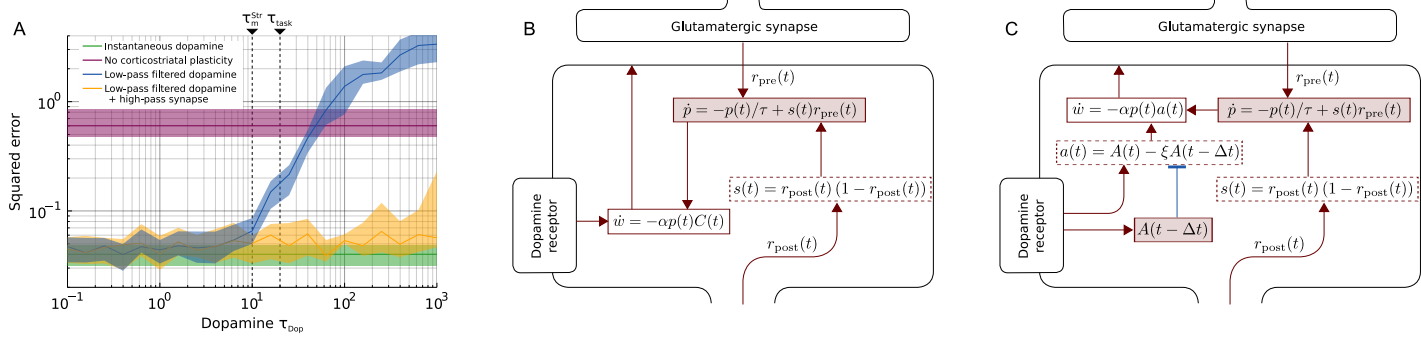 A
τ_m^Str τ_task
Instantaneous dopamine
No corticostriatal plasticity
Low-pass filtered dopamine
Low-pass filtered dopamine
+ high-pass synapse
Squared error
10^0
10^-1
10^-1 10^0 10^1 10^2 10^3
Dopamine τ_Dop
B
Glutamatergic synapse
r_pre(t)
ṗ = −p(t)/τ + s(t)r_pre(t)
s(t) = r_post(t) (1 − r_post(t))
Dopamine
receptor
ẇ = −αp(t)C(t)
r_post(t)
C
Glutamatergic synapse
r_pre(t)
ẇ = −αp(t)a(t)
ṗ = −p(t)/τ + s(t)r_pre(t)
a(t) = A(t) − ξA(t − Δt)
s(t) = r_post(t) (1 − r_post(t))
Dopamine
receptor
A(t − Δt)
r_post(t)